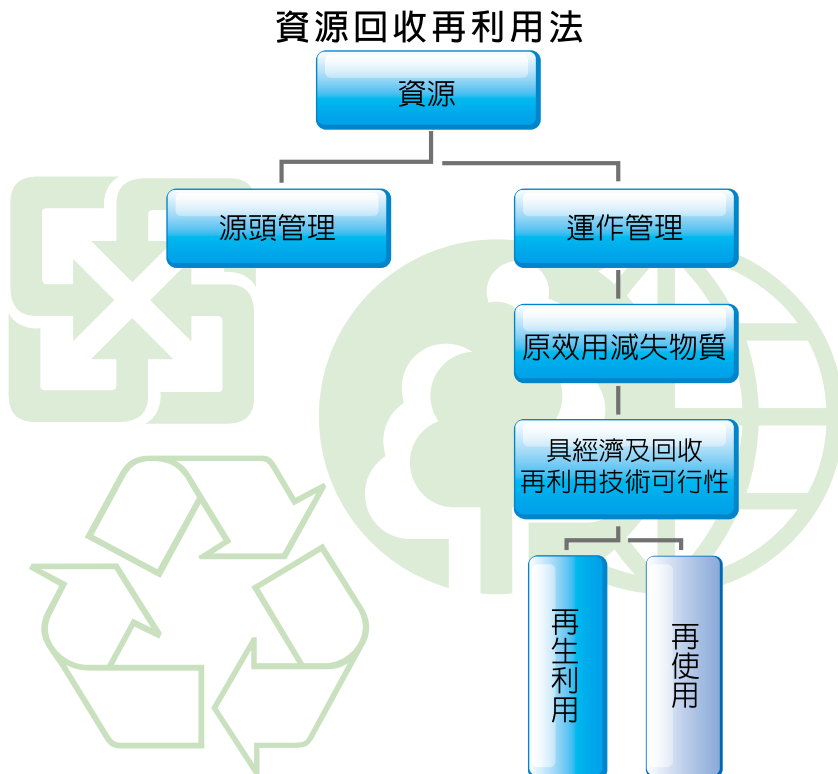 資源回收再利用法
資源
源頭管理
運作管理
原效用減失物質
具經濟及回收
再利用技術可行性
再生利用
再使用